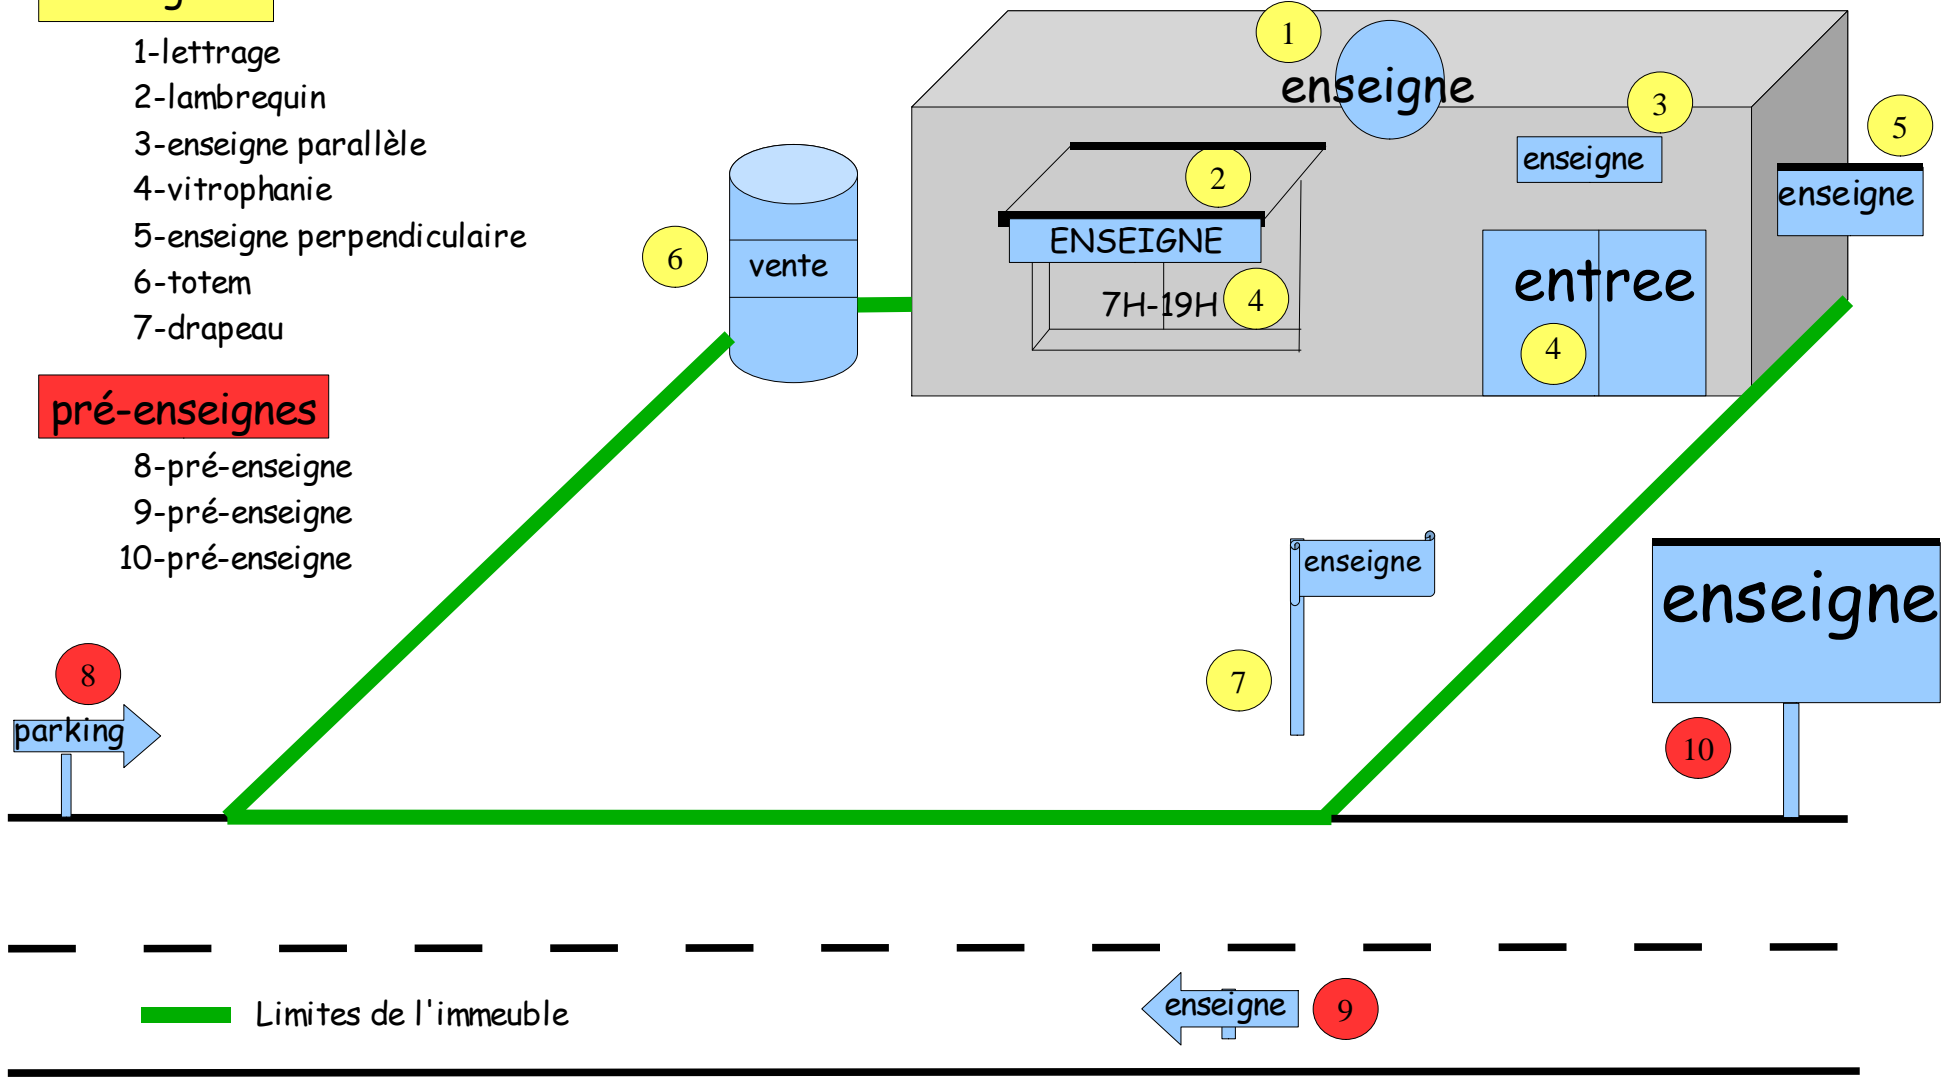 1-lettrage
2-lambrequin
3-enseigne parallèle
4-vitrophanie
5-enseigne perpendiculaire
6-totem
7-drapeau
pré-enseignes
8-pré-enseigne
9-pré-enseigne
10-pré-enseigne
1
enseigne
3
enseigne
5
enseigne
2
ENSEIGNE
7H-19H
4
entree
4
6
vente
enseigne
7
enseigne
10
8
parking
enseigne
9
Limites de l'immeuble